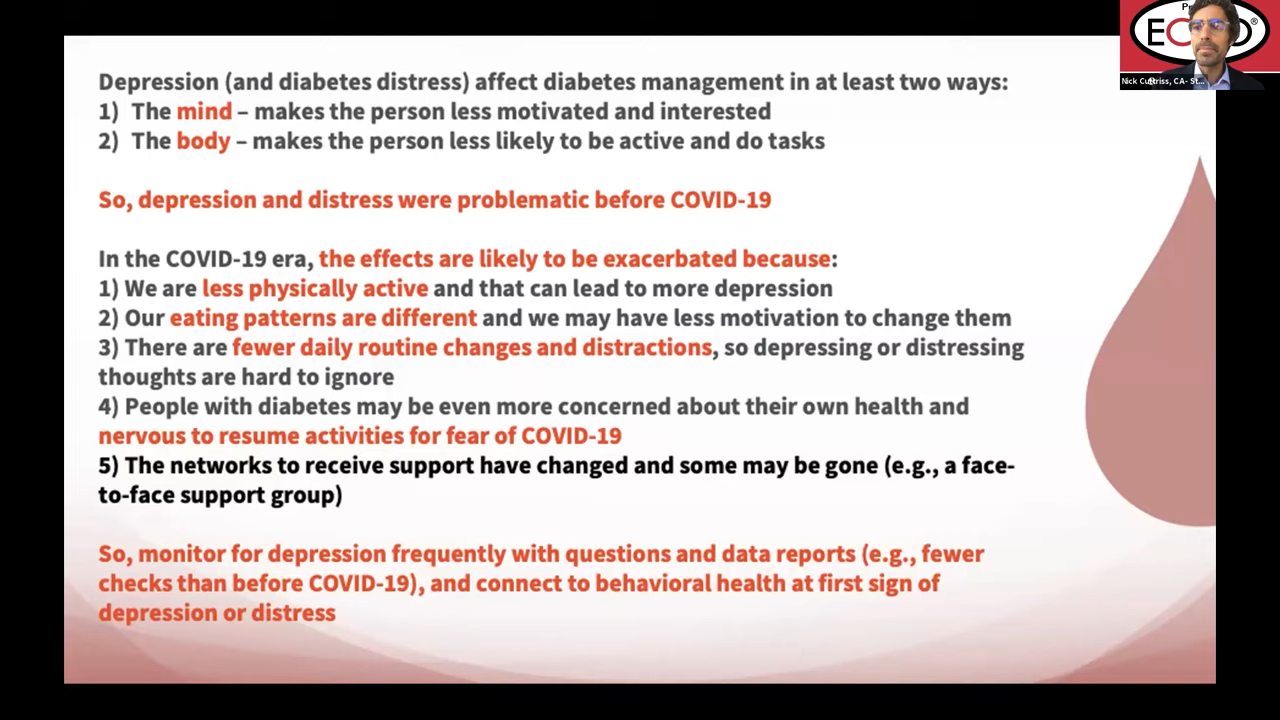 Depression (and diabetes distress) affect diabetes management in at least two ways:
1) The mind – makes the person less motivated and interested
2) The body – makes the person less likely to be active and do tasks
So, depression and distress were problematic before COVID-19
In the COVID-19 era, the effects are likely to be exacerbated because:
1) We are less physically active and that can lead to more depression
2) Our eating patterns are different and we may have less motivation to change them
3) There are fewer daily routine changes and distractions, so depressing or distressing
thoughts are hard to ignore
4) People with diabetes may be even more concerned about their own health and
nervous to resume activities for fear of COVID-19
5) The networks to receive support have changed and some may be gone (e.g., a face-
to-face support group)
So, monitor for depression frequently with questions and data reports (e.g., fewer
checks than before COVID-19), and connect to behavioral health at first sign of
depression or distress
Nick CA- St...